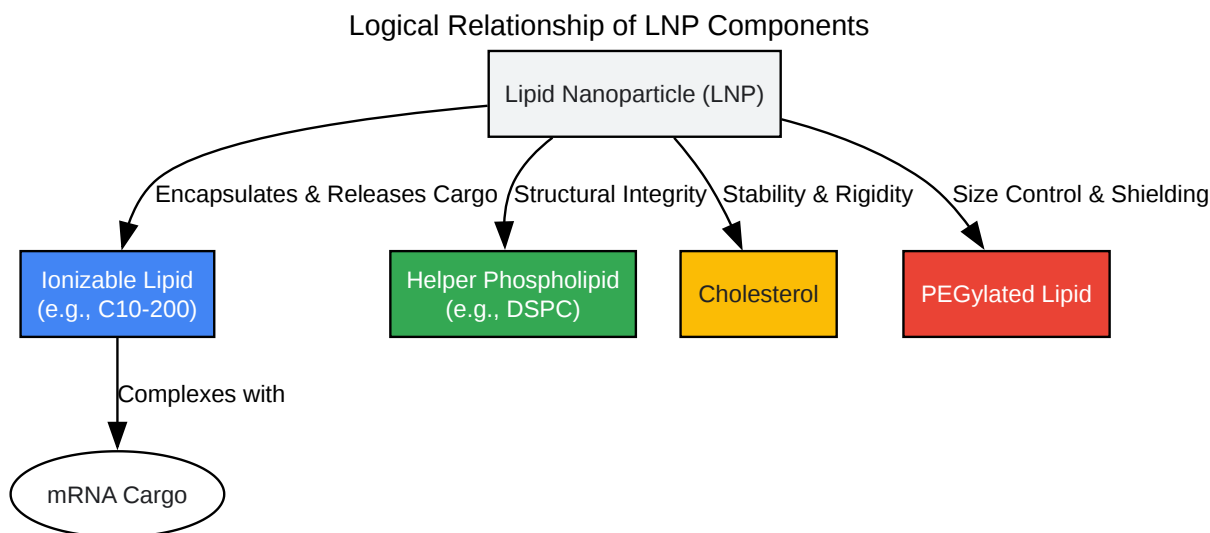 Logical Relationship of LNP Components
Lipid Nanoparticle (LNP)
Encapsulates & Releases Cargo
Structural Integrity
Stability & Rigidity
Size Control & Shielding
Ionizable Lipid
(e.g., C10-200)
Helper Phospholipid
(e.g., DSPC)
Cholesterol
PEGylated Lipid
Complexes with
mRNA Cargo